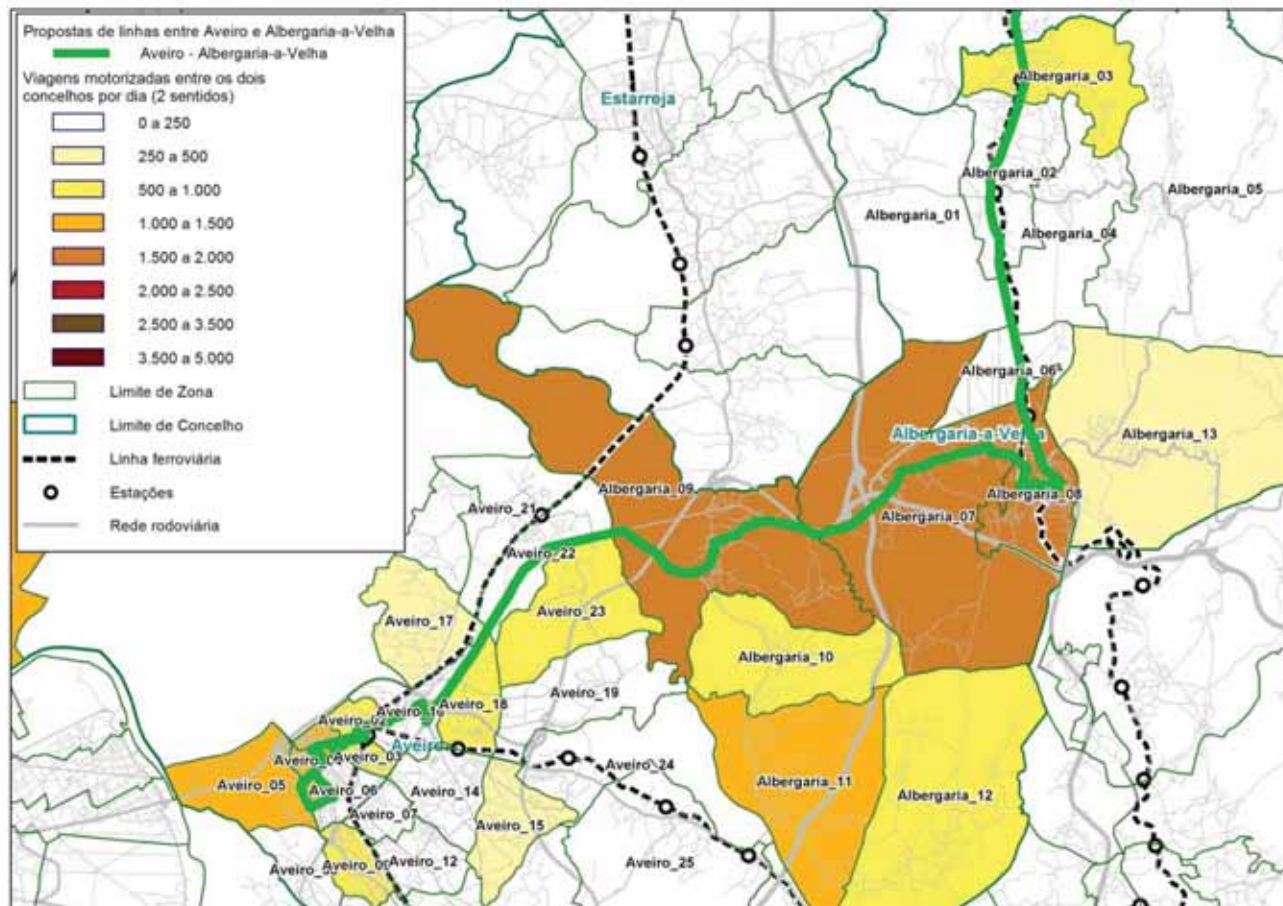 Propostas de linhas entre Aveiro e Albergaria-a-Velha
Aveiro - Albergaria-a-Velha
Viagens motorizadas entre os dois
concelhos por dia (2 sentidos)
0 a 250
250 a 500
500 a 1.000
1.000 a 1.500
1.500 a 2.000
2.000 a 2.500
2.500 a 3.500
3.500 a 5.000
Limite de Zona
Limite de Concelho
Linha ferroviária
Estações
Rede rodoviária
Estarreja
Albergaria_03
Albergaria_02
Albergaria_05
Albergaria_01
Albergaria_04
Albergaria_06
Albergaria-a-Velha
Albergaria_13
Albergaria_09
Albergaria_08
Albergaria_07
Aveiro_21
Aveiro_22
Aveiro_23
Aveiro_17
Albergaria_10
Aveiro_19
Aveiro_18
Aveiro_02
Aveiro
Aveiro_03
Aveiro_05
Aveiro_06
Aveiro_14
Aveiro_24
Albergaria_11
Albergaria_12
Aveiro_07
Aveiro_15
Aveiro_12
Aveiro_25